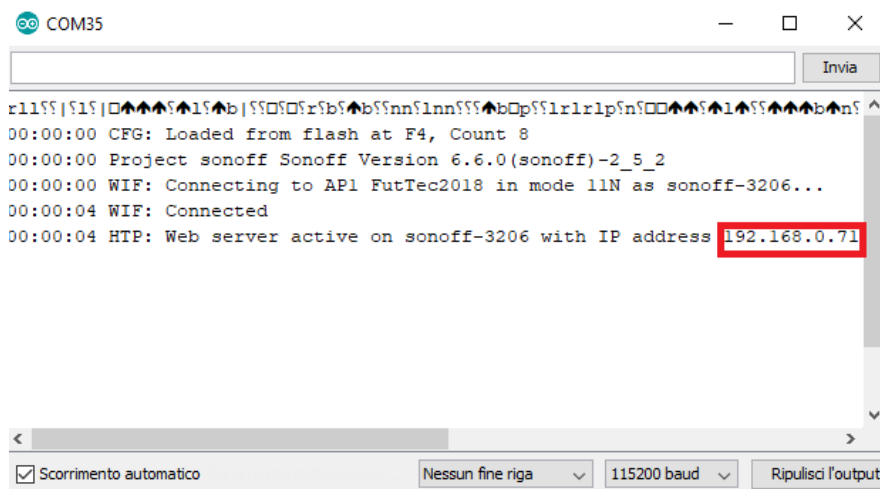 COM35
Invia
00:00:00 CFG: Loaded from flash at F4, Count 8
00:00:00 Project sonoff Sonoff Version 6.6.0(sonoff)-2_5_2
00:00:00 WIF: Connecting to AP1 FutTec2018 in mode 11N as sonoff-3206...
00:00:04 WIF: Connected
00:00:04 HTP: Web server active on sonoff-3206 with IP address 192.168.0.71
Scorrimento automatico
Nessun fine riga
115200 baud
Ripulisci l'output